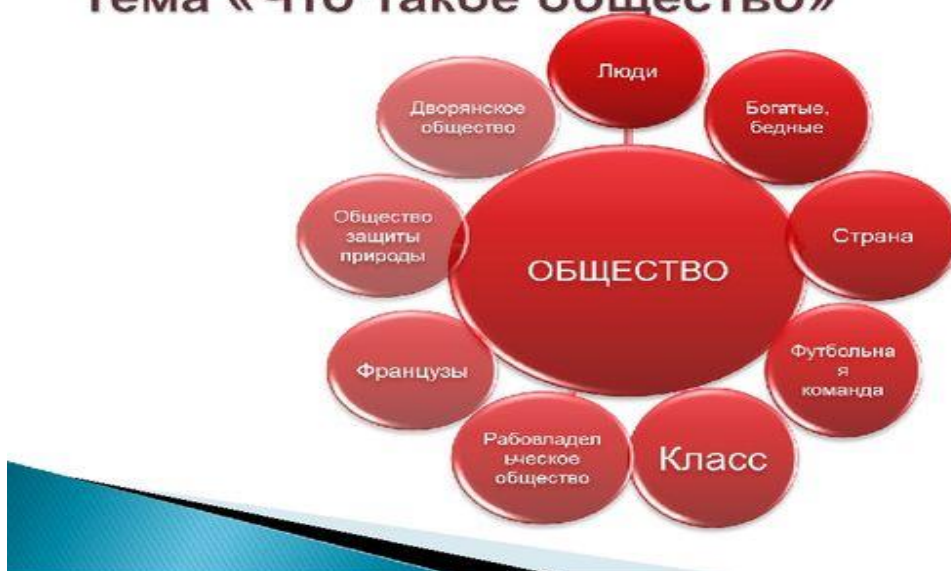 Тема «Что такое общество»
Люди
Богатые,
бедные
Страна
Футбольна
я
команда
Класс
Рабовладел
ьческое
общество
Французы
Общество
защиты
природы
Дворянское
общество
ОБЩЕСТВО